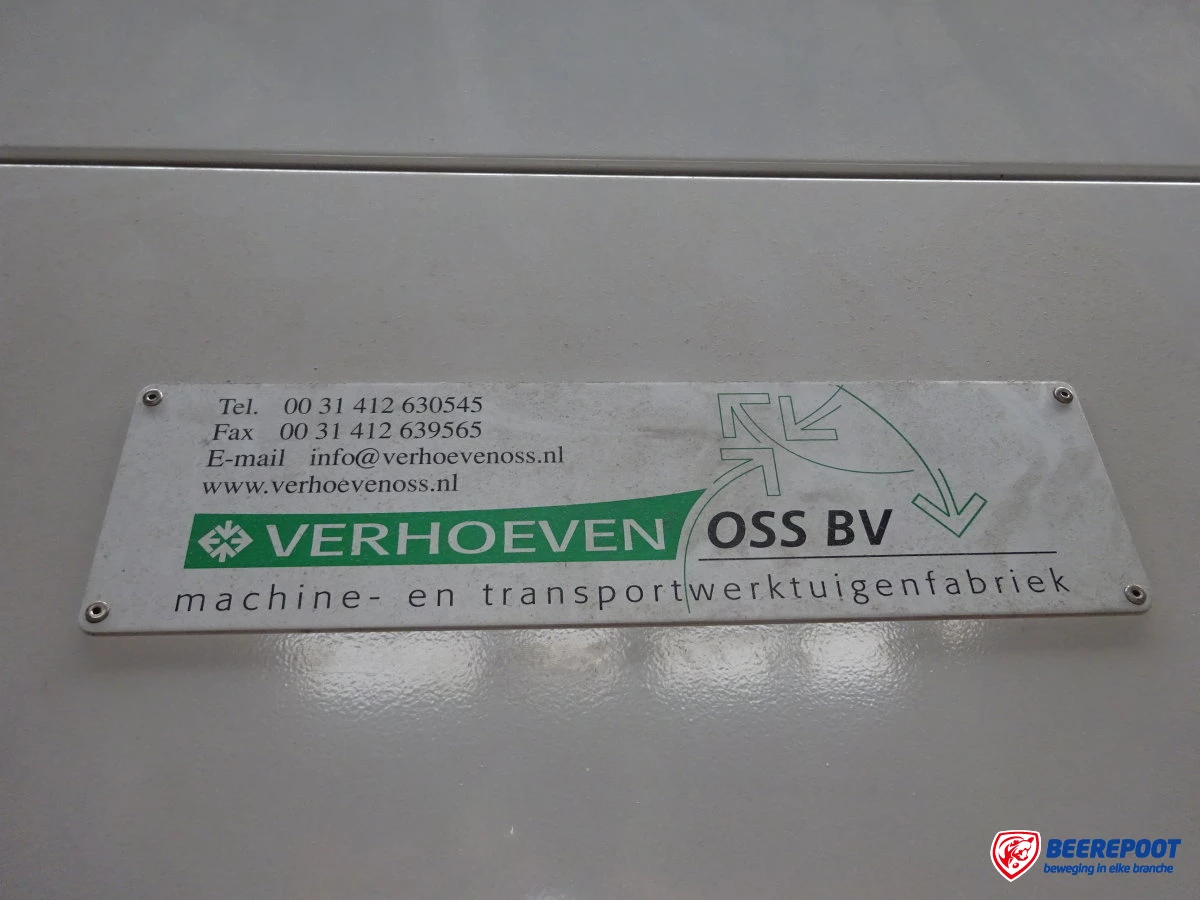 Tel. 00 31 412 630545
Fax 00 31 412 639565
E-mail info@verhoevenoss.nl
www.verhoevenoss.nl
VERHOEVEN OSS BV
machine- en transportwerktuigenfabriek
BEEREPOOT
beweging in elke branche